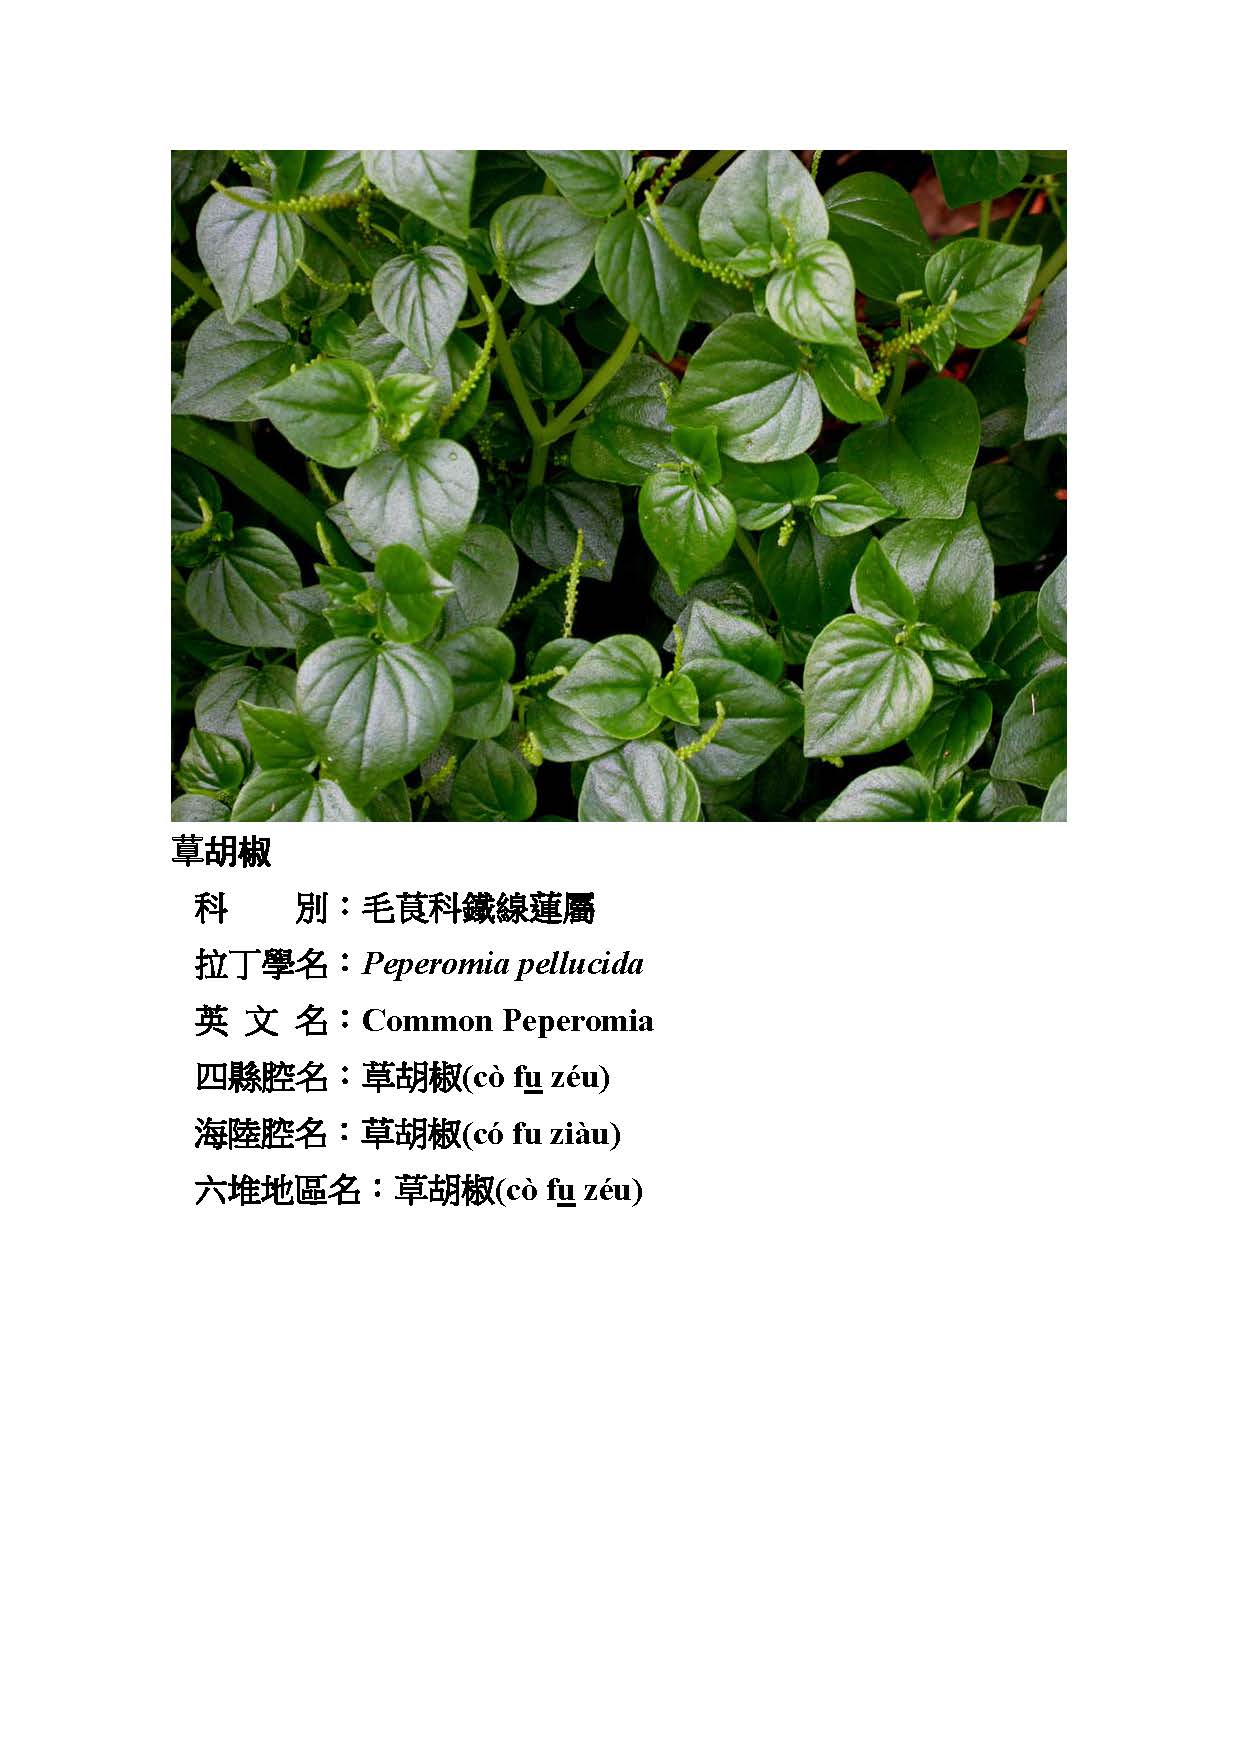 草胡椒
科　　別：毛茛科鐵線蓮屬
拉丁學名：Peperomia pellucida
英 文 名：Common Peperomia
四縣腔名：草胡椒(cò fu zéu)
海陸腔名：草胡椒(có fu ziàu)
六堆地區名：草胡椒(cò fu zéu)